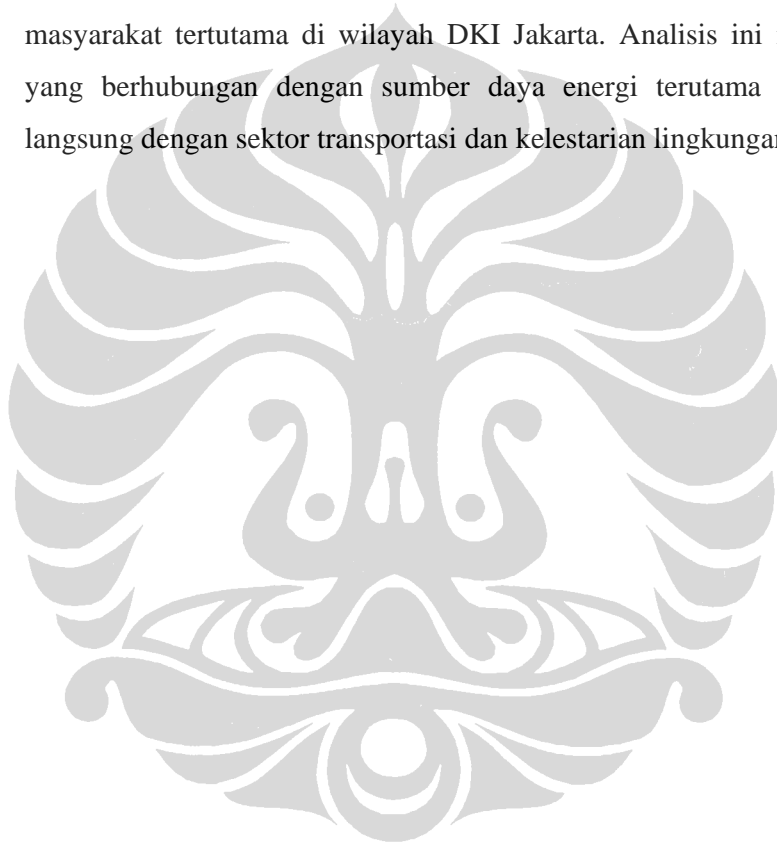 masyarakat tertutama di wilayah DKI Jakarta. Analisis ini
yang berhubungan dengan sumber daya energi terutama
langsung dengan sektor transportasi dan kelestarian lingkungan